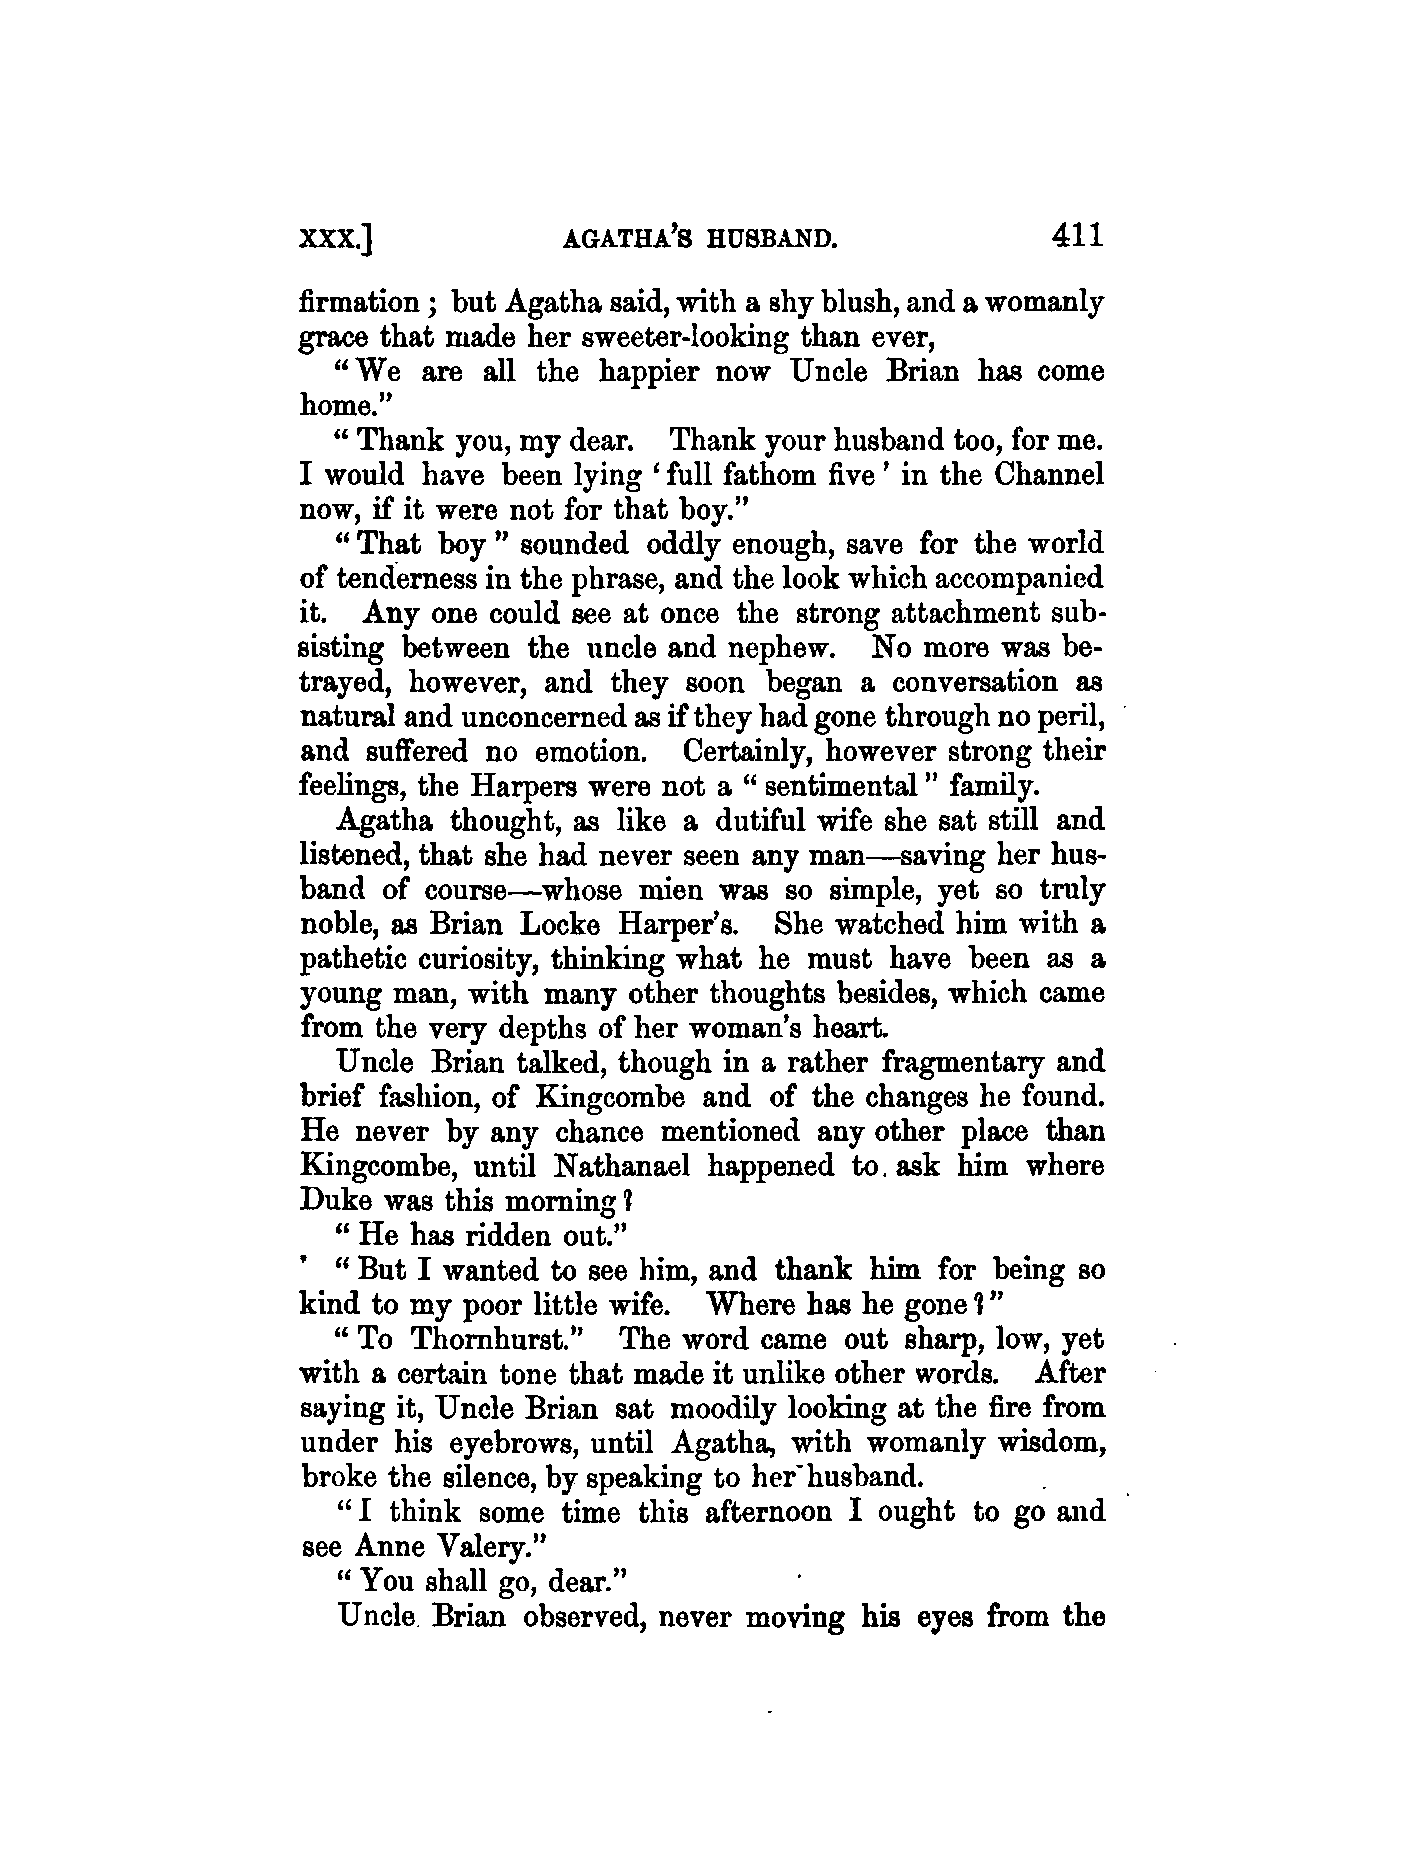 XXX.] AGATHA'S HUSBAND. 411
firmation ; but Agatha said, with a shy blush, and a womanly
grace that made her sweeter-looking than ever,
"We are all the happier now Uncle Brian has come
home."
"Thank you, my dear. Thank your husband too, for me.
I would have been lying 'full fathom five' in the Channel
now, if it were not for that boy."
"That boy" sounded oddly enough, save for the world
of tenderness in the phrase, and the look which accompanied
it. Any one could see at once the strong attachment sub-
sisting between the uncle and nephew. No more was be-
trayed, however, and they soon began a conversation as
natural and unconcerned as if they had gone through no peril,
and suffered no emotion. Certainly, however strong their
feelings, the Harpers were not a "sentimental" family.
Agatha thought, as like a dutiful wife she sat still and
listened, that she had never seen any man—saving her hus-
band of course—whose mien was so simple, yet so truly
noble, as Brian Locke Harper's. She watched him with a
pathetic curiosity, thinking what he must have been as a
young man, with many other thoughts besides, which came
from the very depths of her woman's heart.
Uncle Brian talked, though in a rather fragmentary and
brief fashion, of Kingcombe and of the changes he found.
He never by any chance mentioned any other place than
Kingcombe, until Nathanael happened to ask him where
Duke was this morning?
"He has ridden out."
"But I wanted to see him, and thank him for being so
kind to my poor little wife. Where has he gone?"
"To Thornhurst." The word came out sharp, low, yet
with a certain tone that made it unlike other words. After
saying it, Uncle Brian sat moodily looking at the fire from
under his eyebrows, until Agatha, with womanly wisdom,
broke the silence, by speaking to her husband.
"I think some time this afternoon I ought to go and
see Anne Valery."
"You shall go, dear."
Uncle Brian observed, never moving his eyes from the